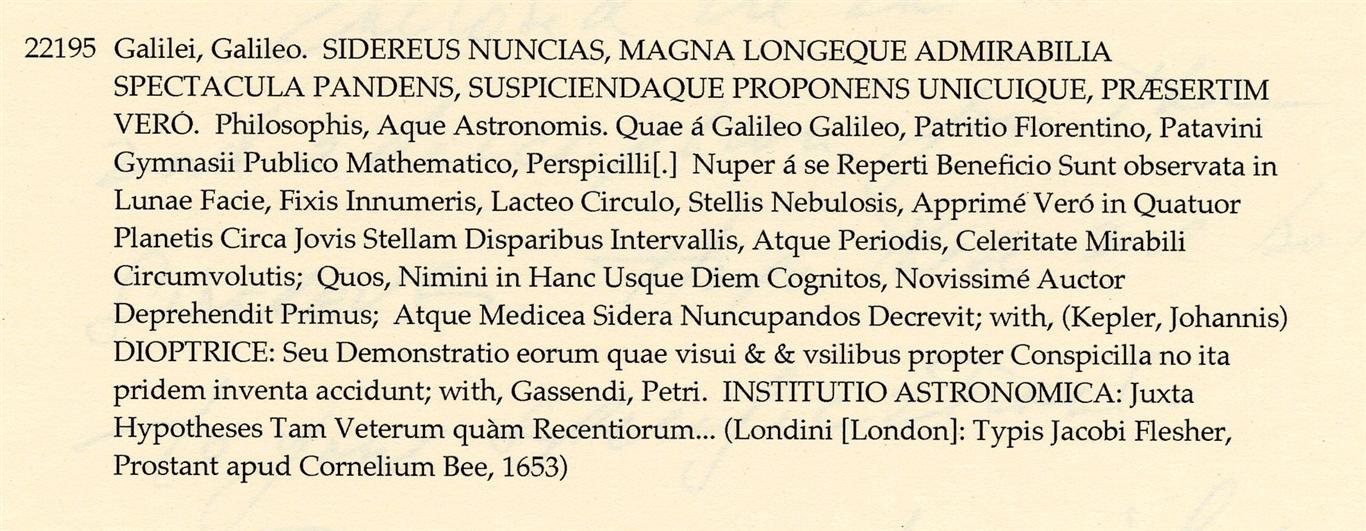 22195 Galilei, Galileo. SIDEREUS NUNCIAS, MAGNA LONGEQUE ADMIRABILIA
SPECTACULA PANDENS, SUSPICIENDAQUE PROPONENS UNICUIQUE, PRÆSERTIM
VERÓ. Philosophis, Aque Astronomis. Quae á Galileo Galileo, Patritio Florentino, Patavini
Gymnasii Publico Mathematico, Perspicilli[.] Nuper á se Reperti Beneficio Sunt observata in
Lunae Facie, Fixis Innumeris, Lacteo Circulo, Stellis Nebulosis, Apprimé Veró in Quatuor
Planetis Circa Jovis Stellam Disparibus Intervallis, Atque Periodis, Celeritate Mirabili
Circumvolutis; Quos, Nimini in Hanc Usque Diem Cognitos, Novissimé Auctor
Deprehendit Primus; Atque Medicea Sidera Nuncupandos Decrevit; with, (Kepler, Johannis)
DIOPTRICE: Seu Demonstratio eorum quae visui & & vsilibus propter Conspicilla no ita
pridem inventa accidunt; with, Gassendi, Petri. INSTITUTIO ASTRONOMICA: Juxta
Hypotheses Tam Veterum quàm Recentiorum... (Londini [London]: Typis Jacobi Flesher,
Prostant apud Cornelium Bee, 1653)